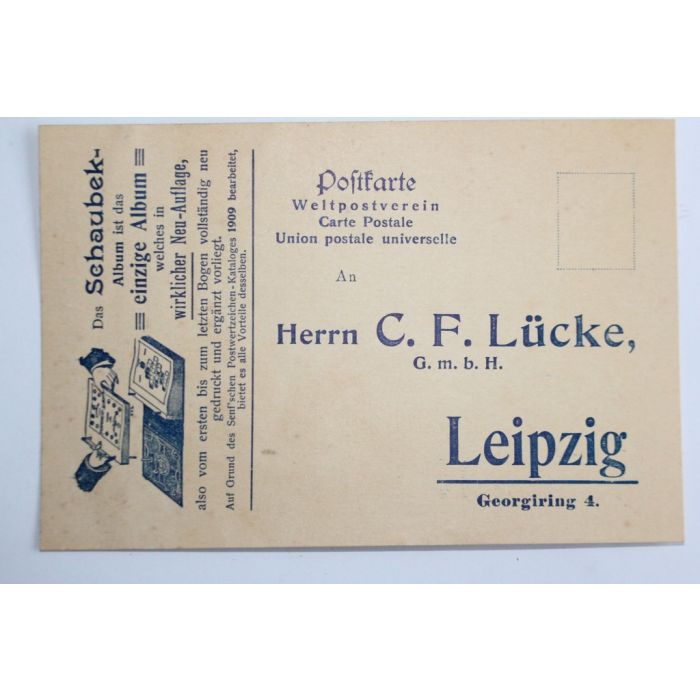 Das Schaubek-
Album ist das
einzige Album
welches in
wirklicher Neu-Auflage,
also vom ersten bis zum letzten Bogen vollständig neu
gedruckt und ergänzt vorliegt.
Auf Grund des Senf'schen Postwertzeichen-Kataloges 1909 bearbeitet,
bietet es alle Vorteile desselben.
Postkarte
Weltpostverein
Carte Postale
Union postale universelle
An
Herrn C. F. Lücke,
G. m. b. H.
Leipzig
Georgiring 4.